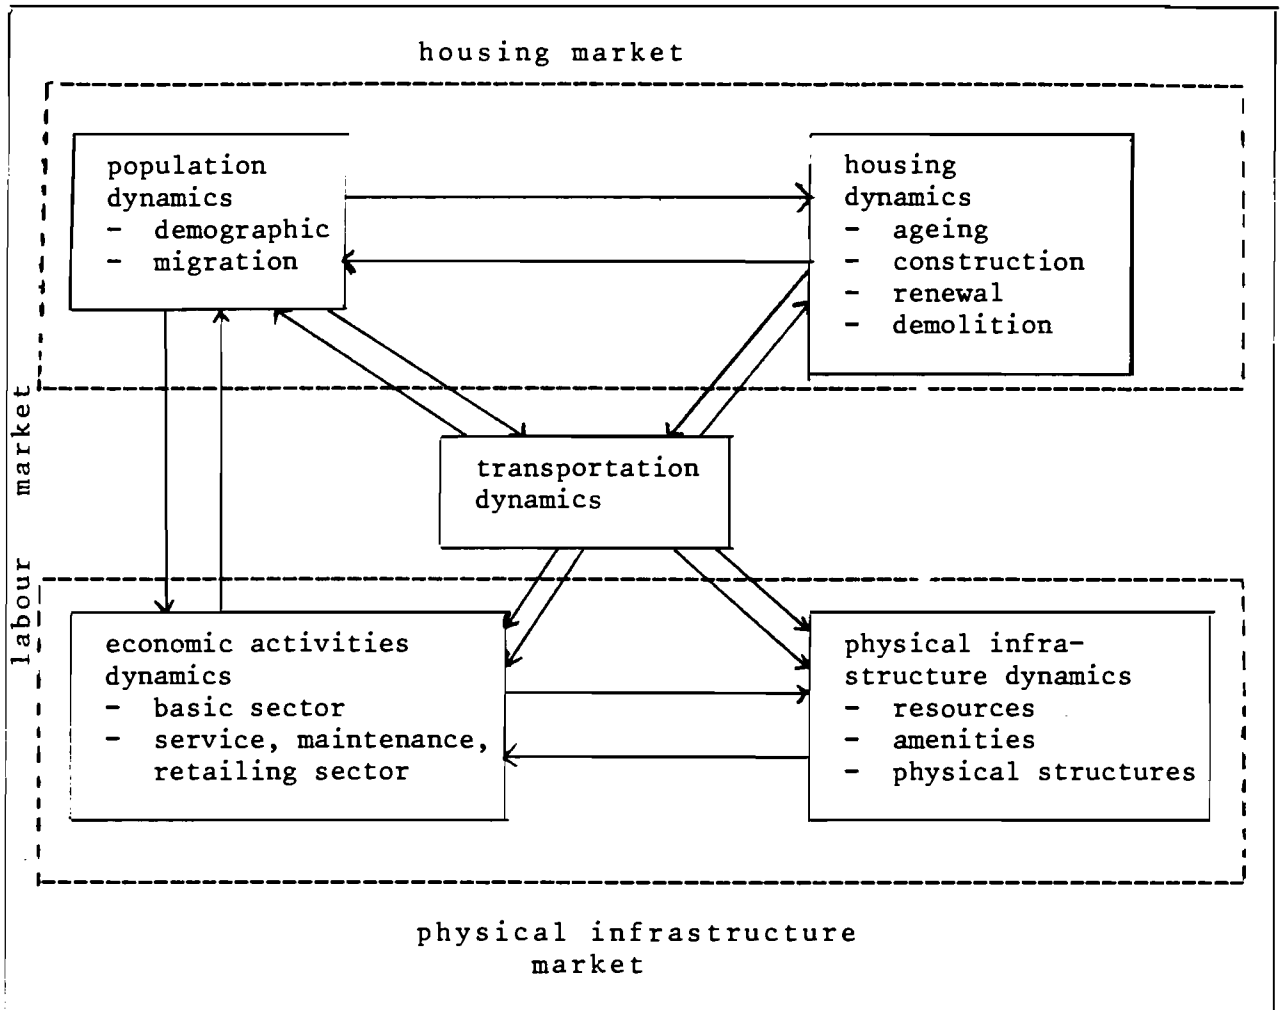 housing market
population
dynamics
- demographic
- migration
housing
dynamics
- ageing
- construction
- renewal
- demolition
labour market
transportation
dynamics
economic activities
dynamics
- basic sector
- service, maintenance,
retailing sector
physical infra-
structure dynamics
- resources
- amenities
- physical structures
physical infrastructure
market